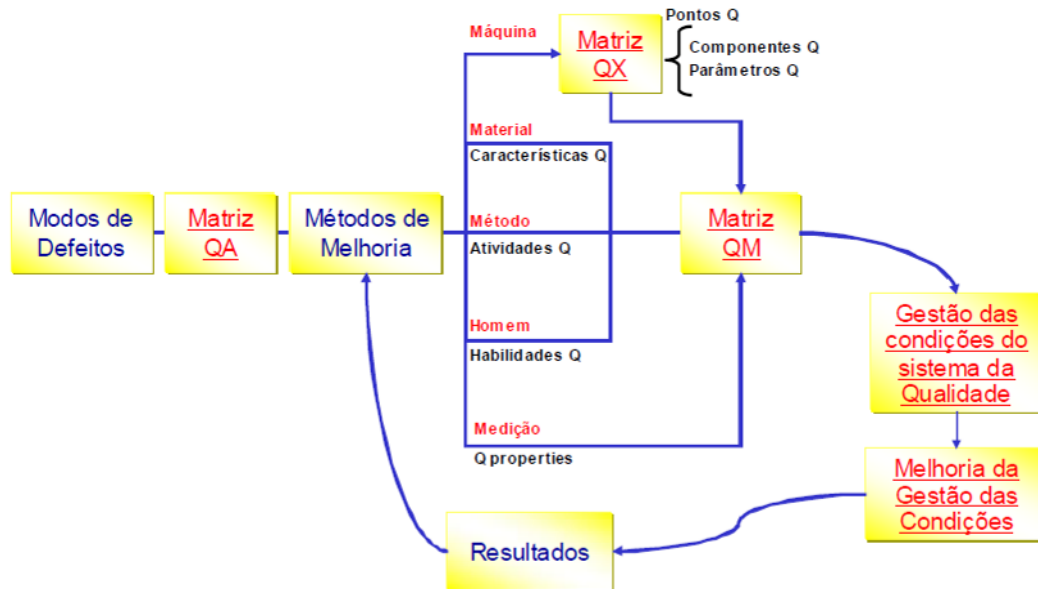 Máquina
Matriz
QX
Pontos Q
Componentes Q
Parâmetros Q
Material
Características Q
Modos de
Defeitos
Matriz
QA
Métodos de
Melhoria
Método
Atividades Q
Matriz
QM
Homem
Habilidades Q
Gestão das
condições do
sistema da
Qualidade
Medição
Q properties
Melhoria da
Gestão das
Condições
Resultados